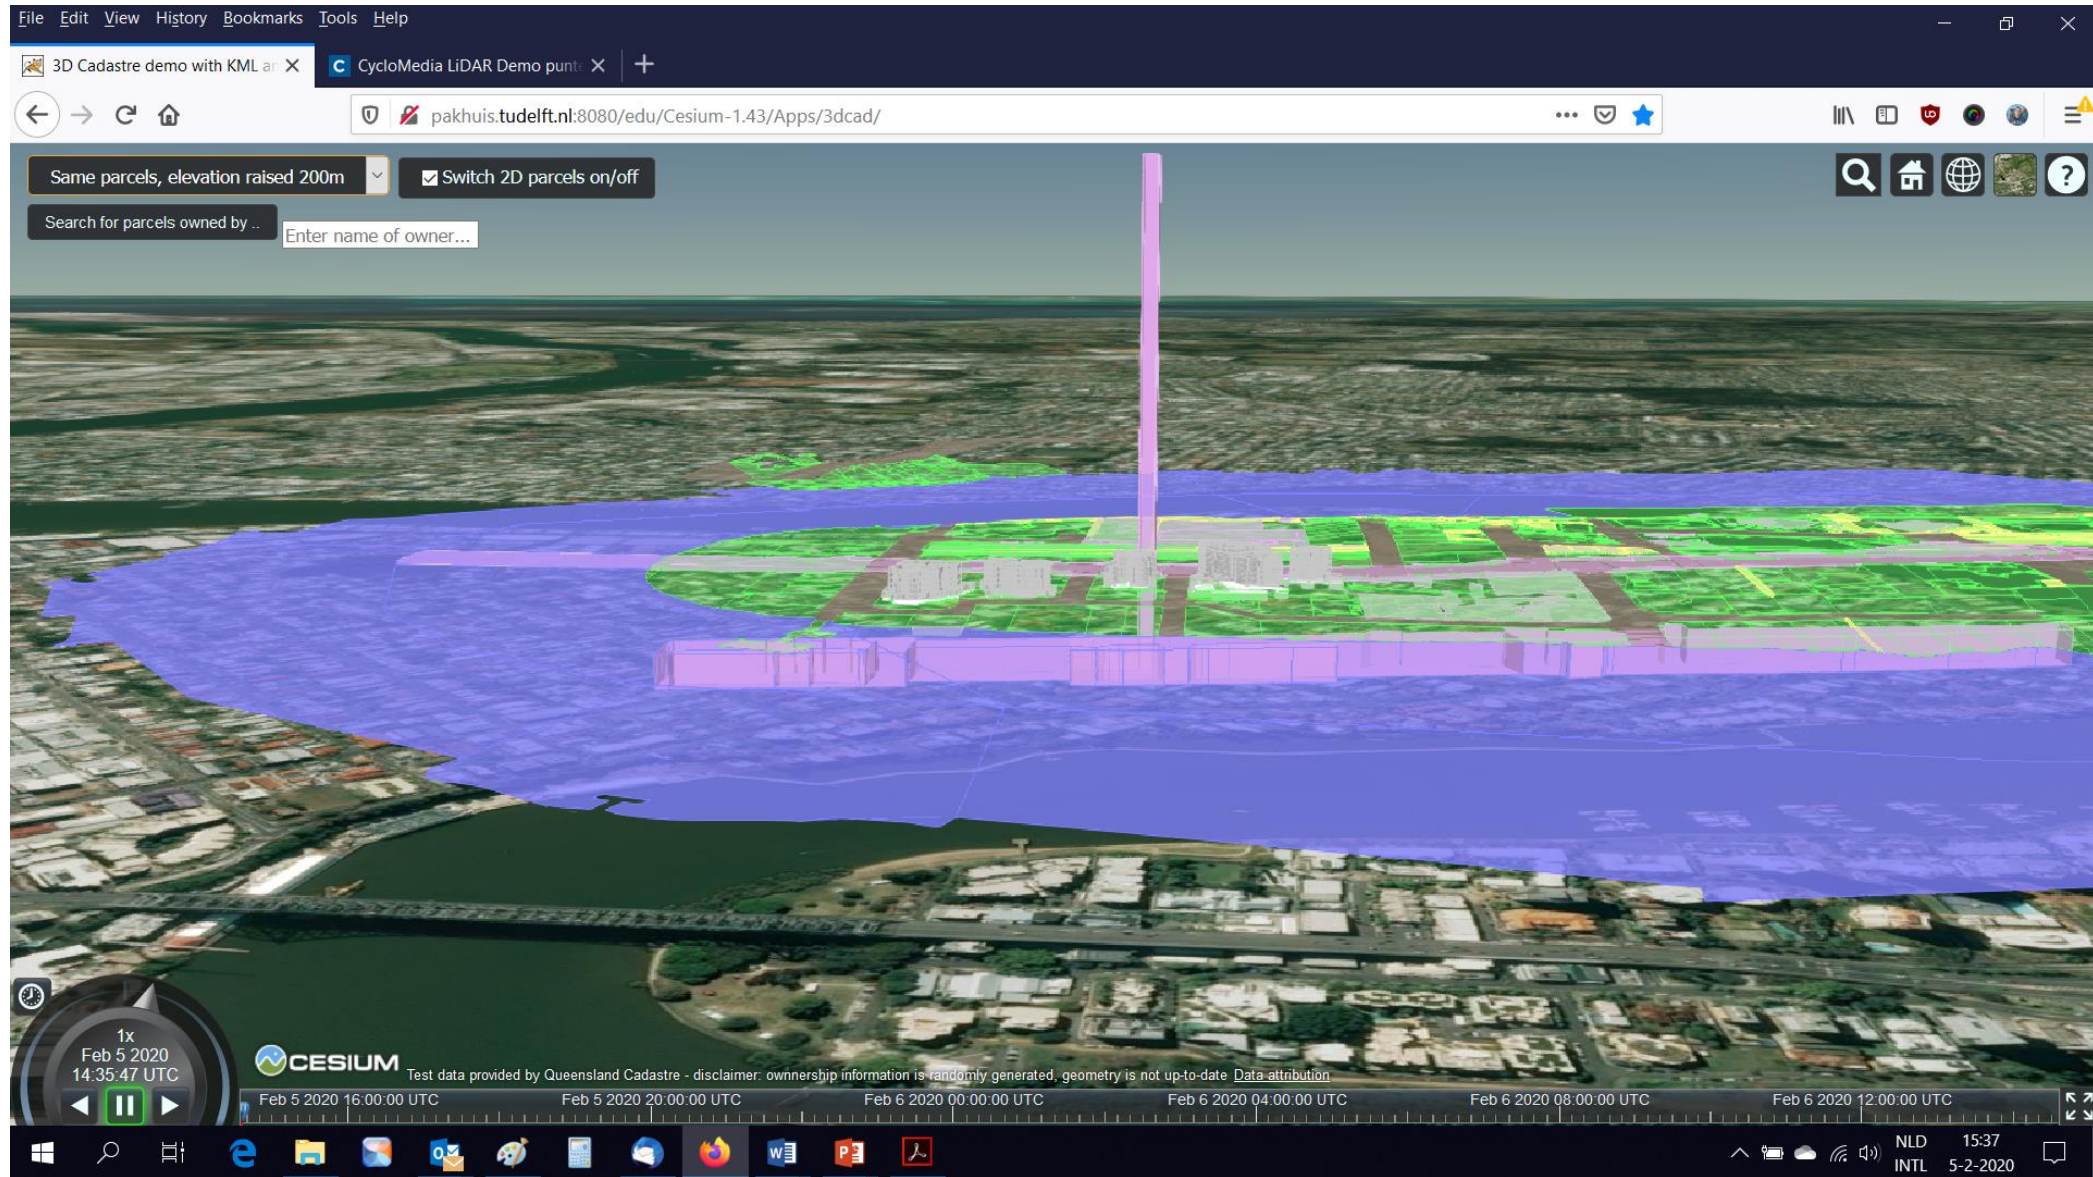 File Edit View History Bookmarks Tools Help
3D Cadastre demo with KML an
CycloMedia LiDAR Demo punte
pakhuis.tudelft.nl:8080/edu/Cesium-1.43/Apps/3dcad/
Same parcels, elevation raised 200m
Switch 2D parcels on/off
Search for parcels owned by ..
Enter name of owner...
1x
Feb 5 2020
14:35:47 UTC
CESIUM
Test data provided by Queensland Cadastre - disclaimer: ownnership information is randomly generated, geometry is not up-to-date Data attribution
Feb 5 2020 16:00:00 UTC Feb 5 2020 20:00:00 UTC Feb 6 2020 00:00:00 UTC Feb 6 2020 04:00:00 UTC Feb 6 2020 08:00:00 UTC Feb 6 2020 12:00:00 UTC
NLD 15:37
INTL 5-2-2020